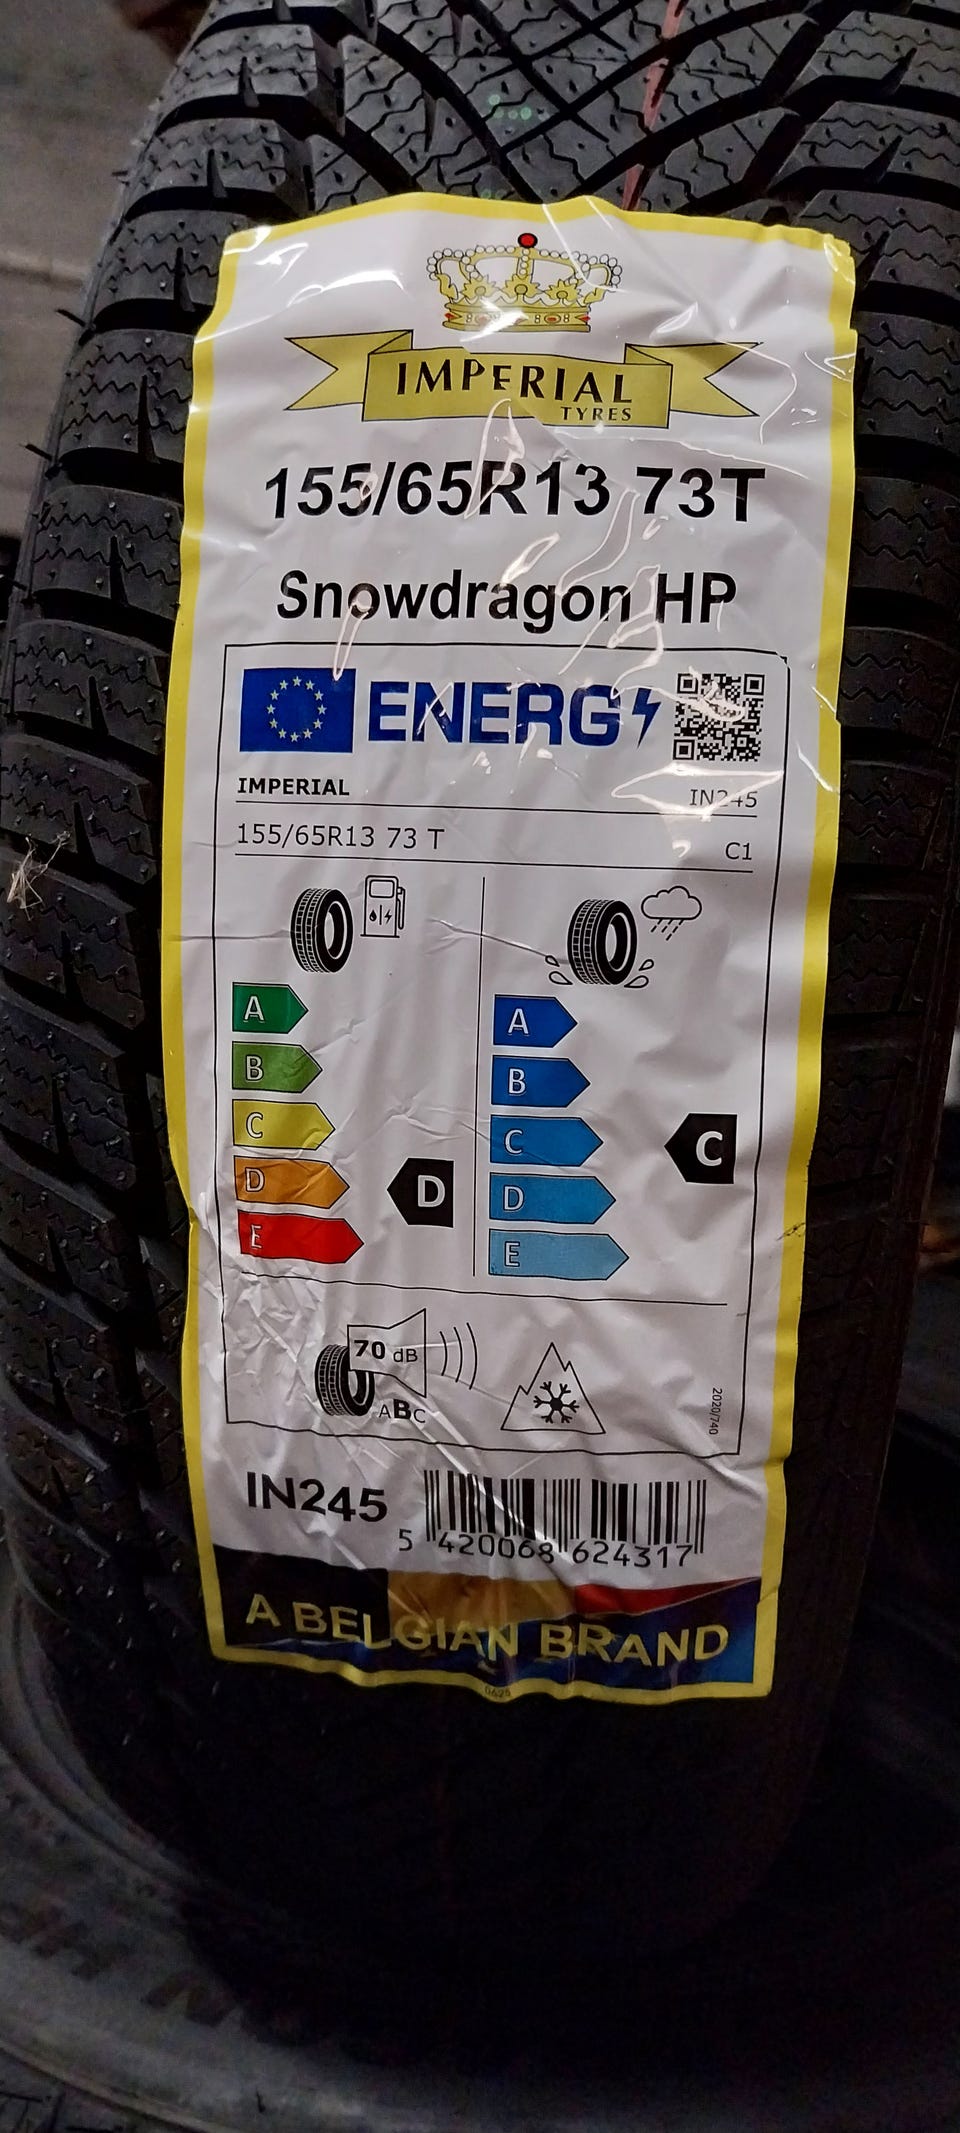 IMPERIAL
TYRES
155/65R13 73T
Snowdragon HP
ENERG
IMPERIAL IN245
155/65R13 73 T C1
A A
B B
C C C
D D D
E E
70 dB
ABC
2020/740
IN245
5 420068 624317
A BELGIAN BRAND